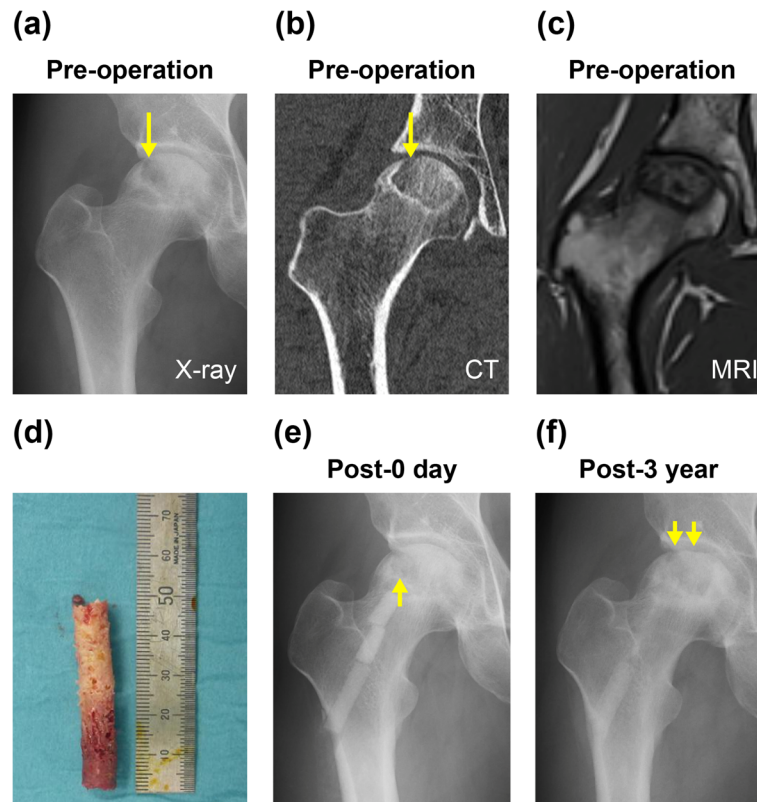 (a)
Pre-operation
X-ray
(b)
Pre-operation
CT
(c)
Pre-operation
MRI
(d)
70
MADE IN JAPAN
60
50
40
30
20
10
(e)
Post-0 day
(f)
Post-3 year